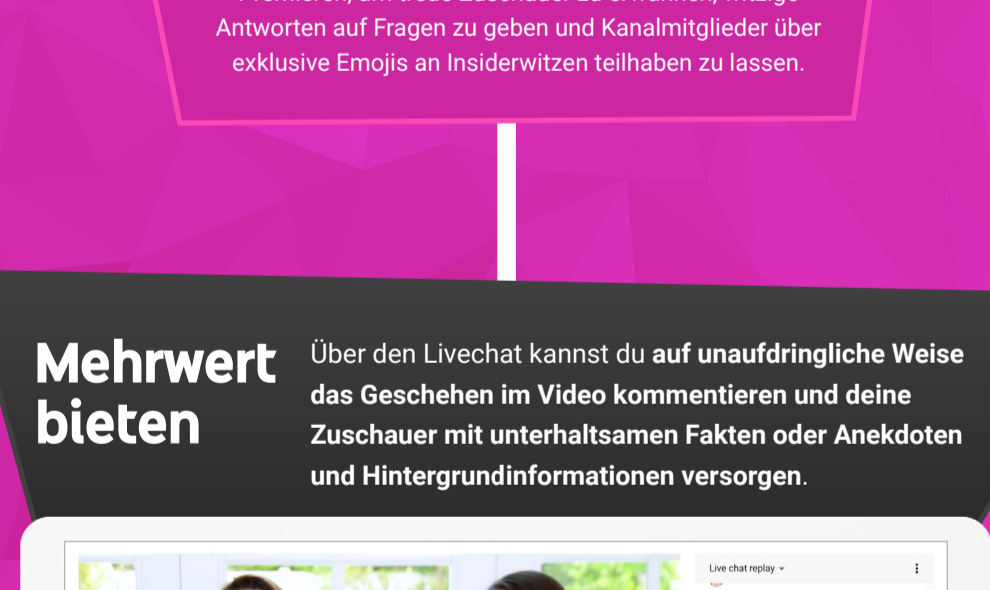 Antworten auf Fragen zu geben und Kanalmitglieder über
exklusive Emojis an Insiderwitzen teilhaben zu lassen.
Mehrwert
bieten
Über den Livechat kannst du auf unaufdringliche Weise
das Geschehen im Video kommentieren und deine
Zuschauer mit unterhaltsamen Fakten oder Anekdoten
und Hintergrundinformationen versorgen.
Live chat replay